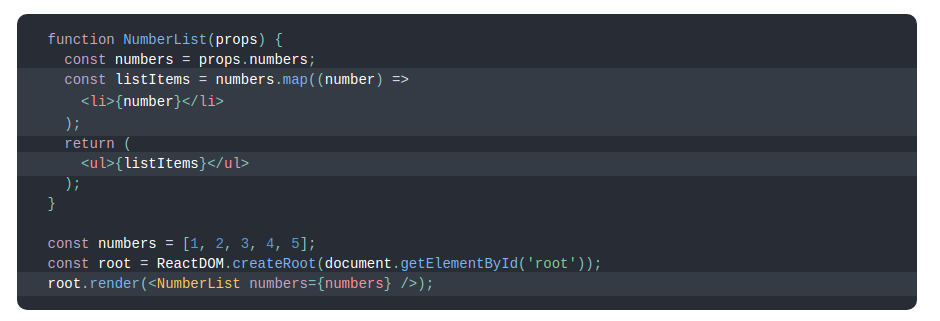 function NumberList(props) {
  const numbers = props.numbers;
  const listItems = numbers.map((number) =>
    <li>{number}</li>
  );
  return (
    <ul>{listItems}</ul>
  );
}

const numbers = [1, 2, 3, 4, 5];
const root = ReactDOM.createRoot(document.getElementById('root'));
root.render(<NumberList numbers={numbers} />);